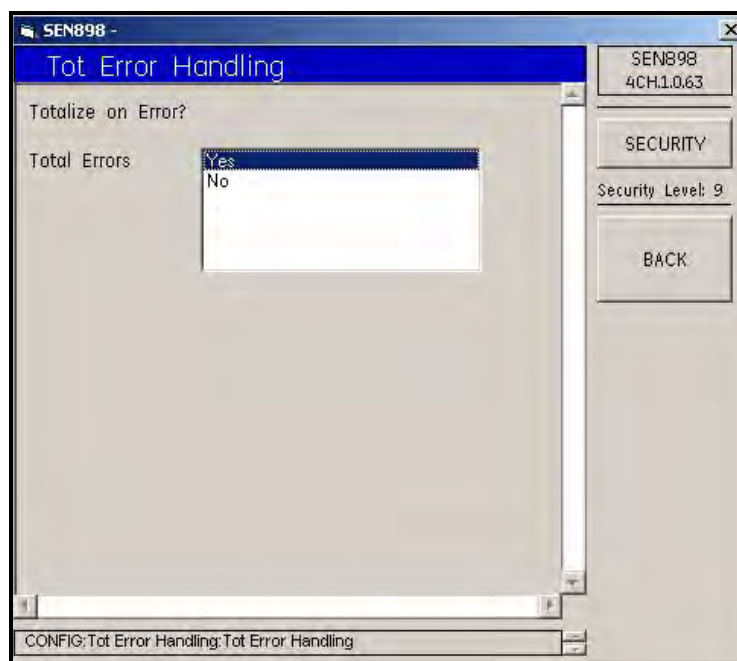 SEN898 -
Tot Error Handling
Totalize on Error?
Total Errors
Yes
No
SEN898
4CH.1.0.63
SECURITY
Security Level: 9
BACK
CONFIG:Tot Error Handling:Tot Error Handling